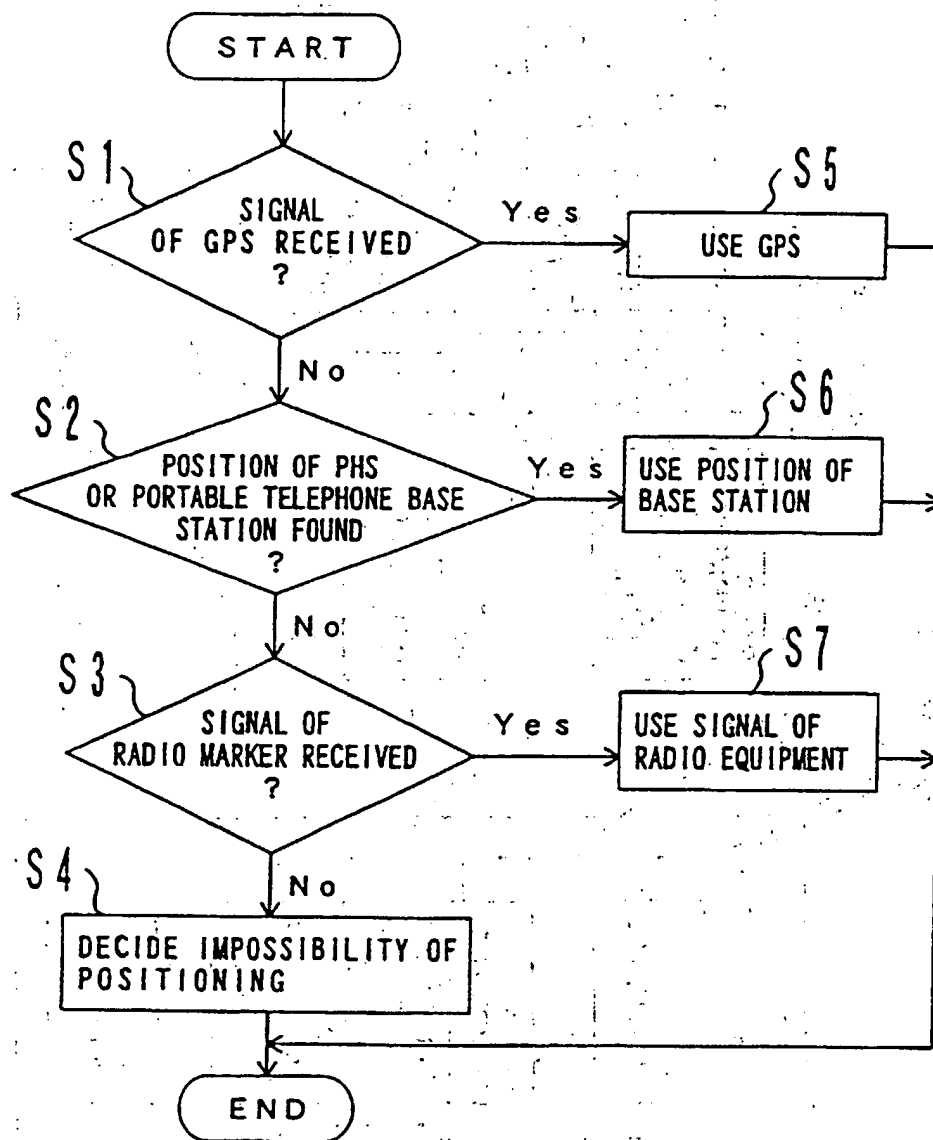 START
S1
SIGNAL
OF GPS RECEIVED
?
Yes
S5
USE GPS
No
S2
POSITION OF PHS
OR PORTABLE TELEPHONE BASE
STATION FOUND
?
Yes
S6
USE POSITION OF
BASE STATION
No
S3
SIGNAL OF
RADIO MARKER RECEIVED
?
Yes
S7
USE SIGNAL OF
RADIO EQUIPMENT
No
S4
DECIDE IMPOSSIBILITY OF
POSITIONING
END